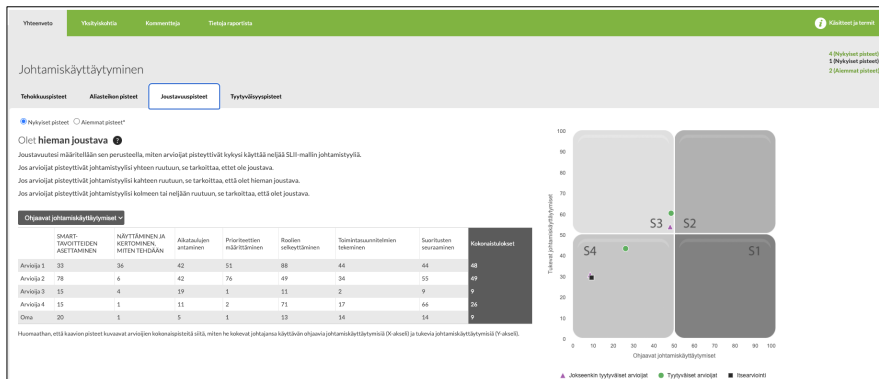 Yhteenveto Yksityiskohtia Kommentteja Tietoja raportista
Käsitteet ja termit
4 (Nykyiset pisteet)
1 (Nykyiset pisteet)
2 (Aiemmat pisteet)
Johtamiskäyttäytyminen
Tehokkuuspisteet Aliasteikon pisteet Joustavuuspisteet Tyytyväisyyspisteet
Nykyiset pisteet Aiemmat pisteet*
Olet hieman joustava ?
Joustavuutesi määritellään sen perusteella, miten arvioijat pisteyttivät kykysi käyttää neljää SLII-mallin johtamistyyliä.
Jos arvioijat pisteyttivät johtamistyylisi yhteen ruutuun, se tarkoittaa, ettet ole joustava.
Jos arvioijat pisteyttivät johtamistyylisi kahteen ruutuun, se tarkoittaa, että olet hieman joustava.
Jos arvioijat pisteyttivät johtamistyylisi kolmeen tai neljään ruutuun, se tarkoittaa, että olet joustava.
Ohjaavat johtamiskäyttäytymiset
SMART-TAVOITTEIDEN ASETTAMINEN NÄYTTÄMINEN JA KERTOMINEN, MITEN TEHDÄÄN Aikataulujen antaminen Prioriteettien määrittäminen Roolien selkeyttäminen Toimintasuunnitelmien tekeminen Suoritusten seuraaminen Kokonaistulokset
Arvioija 1 33 36 42 51 88 44 44 48
Arvioija 2 78 6 42 76 49 34 55 49
Arvioija 3 15 4 19 1 11 2 9 9
Arvioija 4 15 1 11 2 71 17 66 26
Oma 20 1 5 1 13 14 14 9
Huomaathan, että kaavion pisteet kuvaavat arvioijien kokonaispisteitä siitä, miten he kokevat johtajansa käyttävän ohjaavia johtamiskäyttäytymisiä (X-akseli) ja tukevia johtamiskäyttäytymisiä (Y-akseli).
Tukevat johtamiskäyttäytymiset
100
90
80
70
60
50
40
30
20
10
0
S3 S2
S4 S1
0 10 20 30 40 50 60 70 80 90 100
Ohjaavat johtamiskäyttäytymiset
Jokseenkin tyytyväiset arvioijat Tyytyväiset arvioijat Itsearviointi